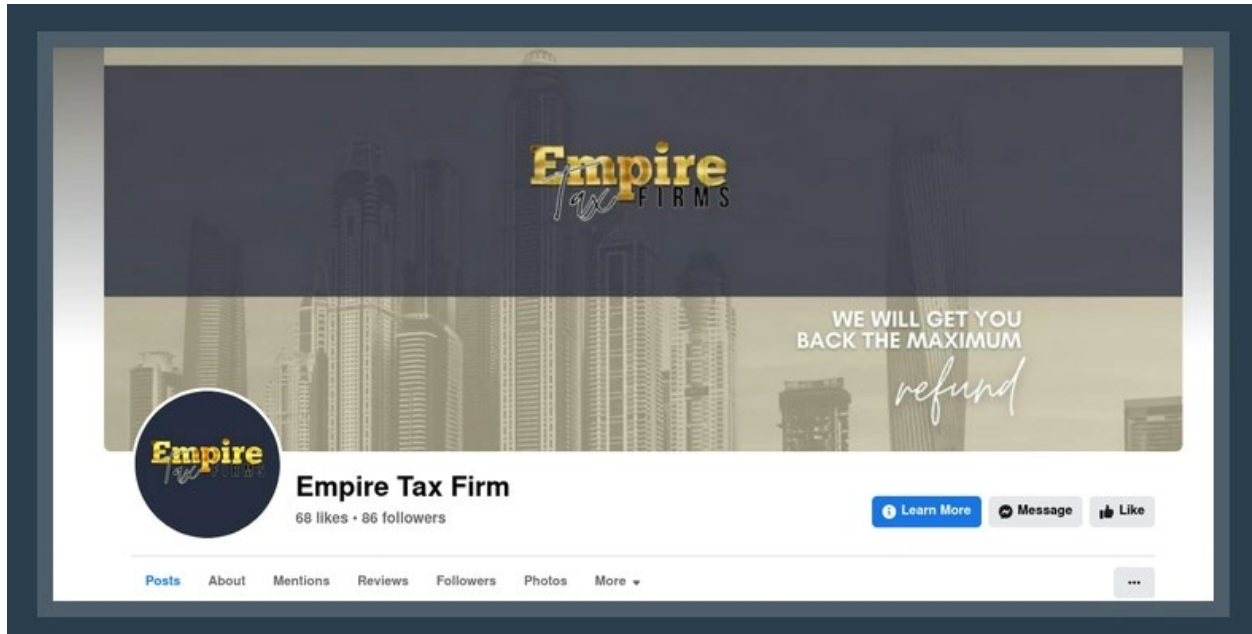 Empire
Tax FIRMS
WE WILL GET YOU
BACK THE MAXIMUM
refund
Empire
Tax FIRMS
Empire Tax Firm
68 likes • 86 followers
Learn More
Message
Like
Posts About Mentions Reviews Followers Photos More